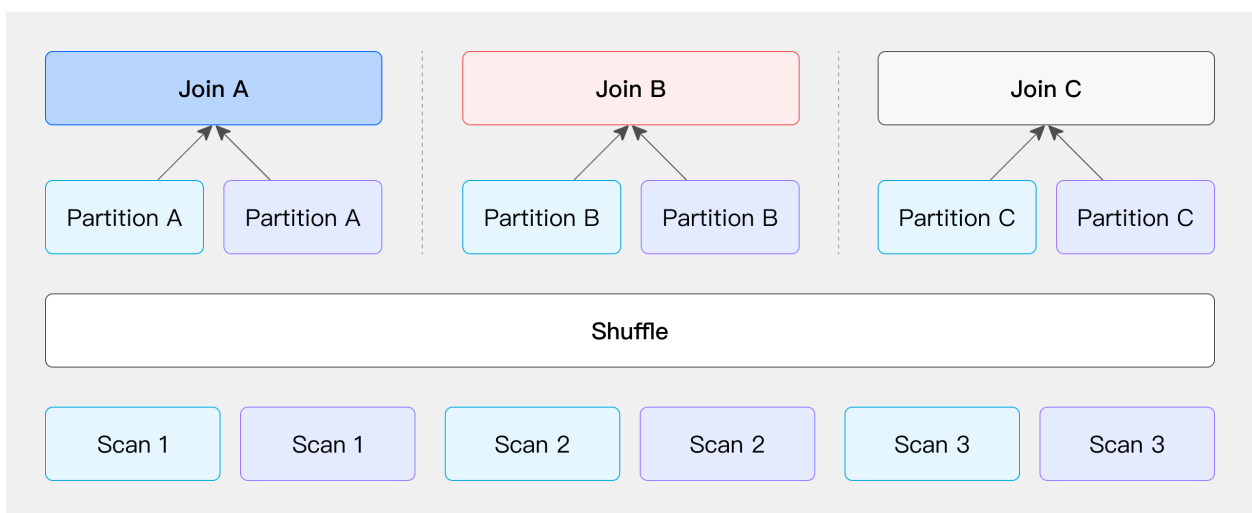 Join A
Join B
Join C
Partition A
Partition A
Partition B
Partition B
Partition C
Partition C
Shuffle
Scan 1
Scan 1
Scan 2
Scan 2
Scan 3
Scan 3